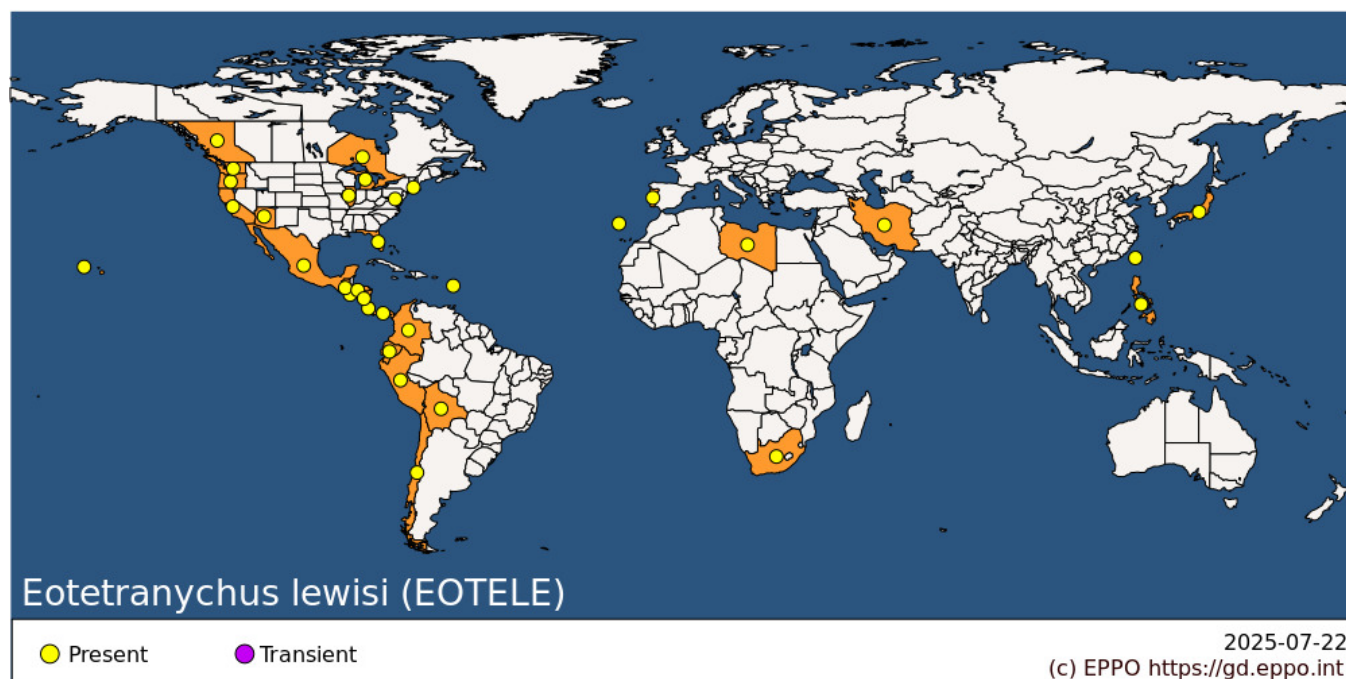 Eotetranychus lewisi (EOTELE)
Present
Transient
2025-07-22
(c) EPPO https://gd.eppo.int